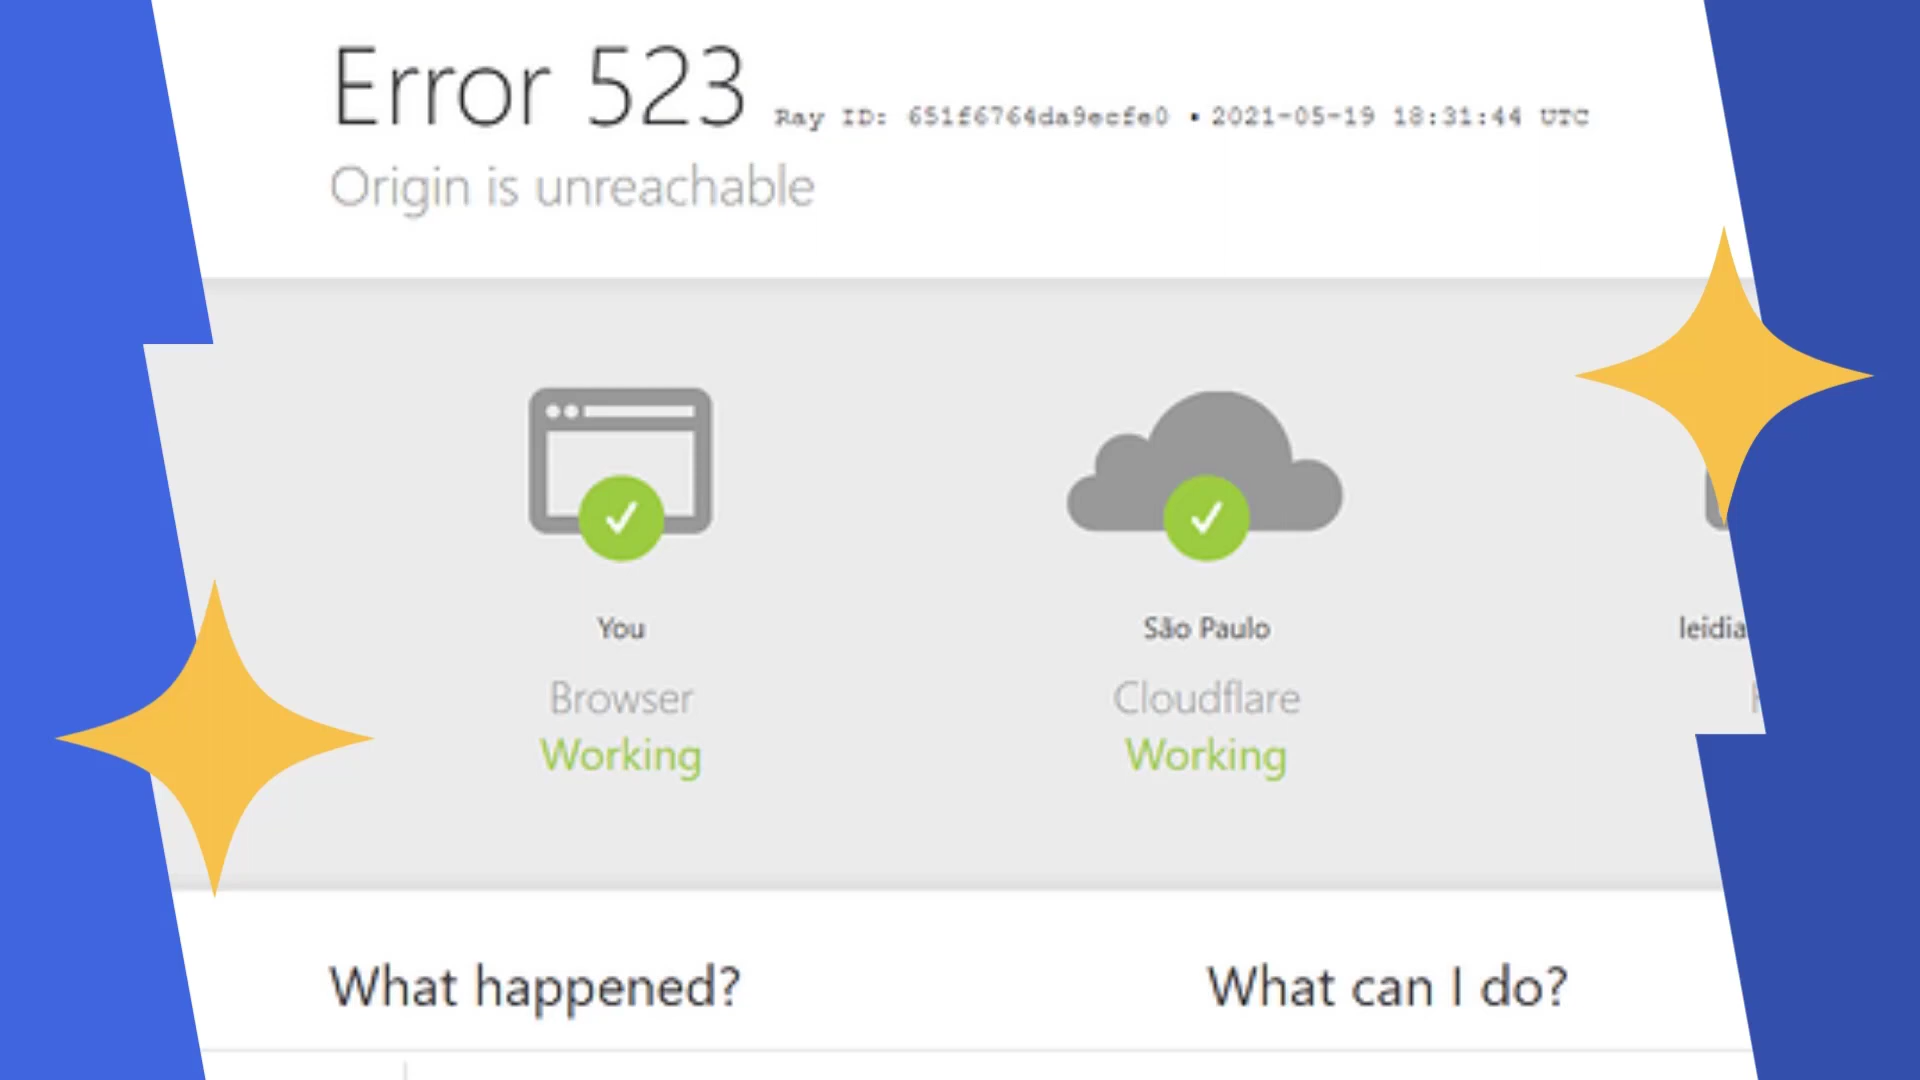 Error 523 Ray ID: 651f6764da9ecfe0 • 2021-05-19 18:31:44 UTC
Origin is unreachable
You
Browser
Working
São Paulo
Cloudflare
Working
leidia
What happened?
What can I do?